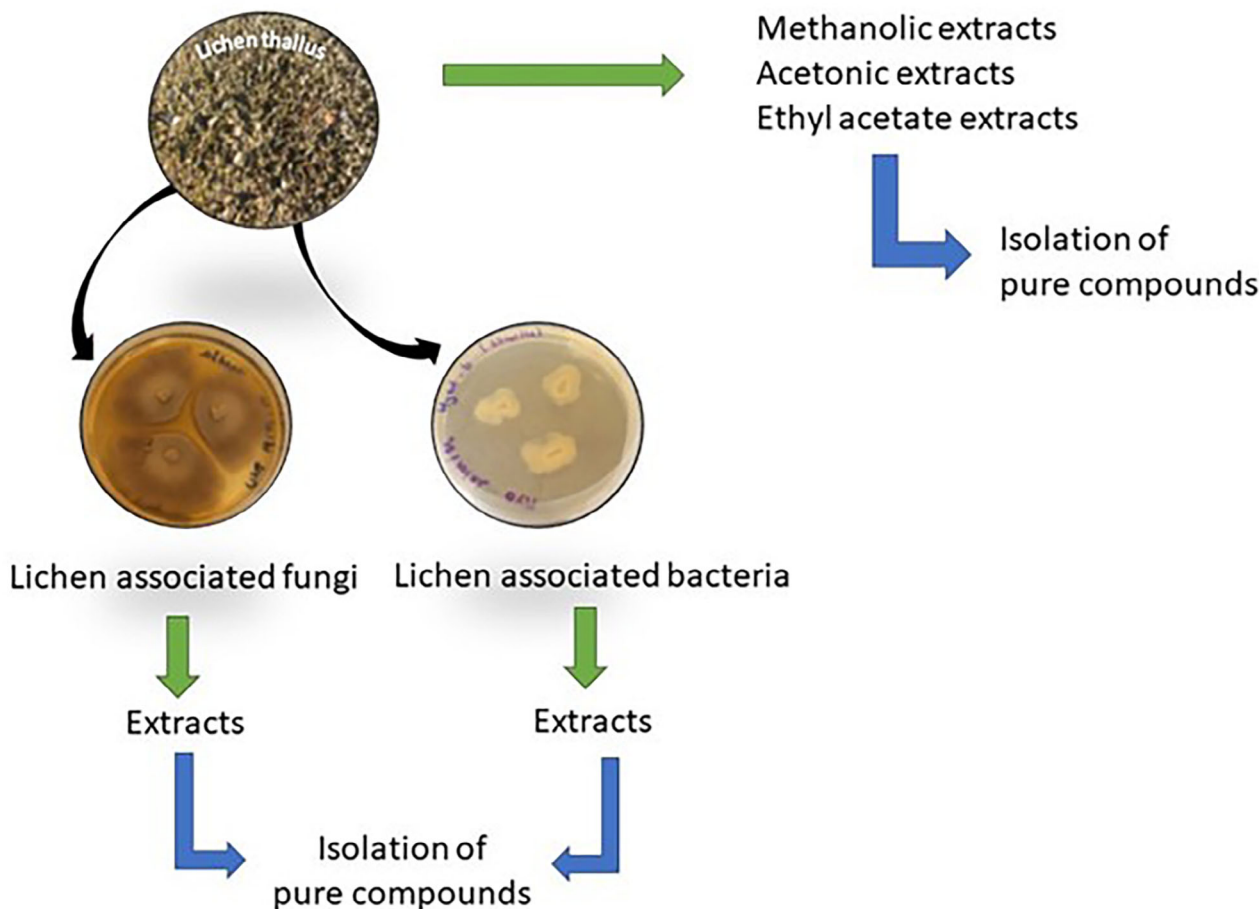 Lichen thallus
Methanolic extracts
Acetonic extracts
Ethyl acetate extracts
Isolation of
pure compounds
Lichen associated fungi
Lichen associated bacteria
Extracts
Extracts
Isolation of
pure compounds